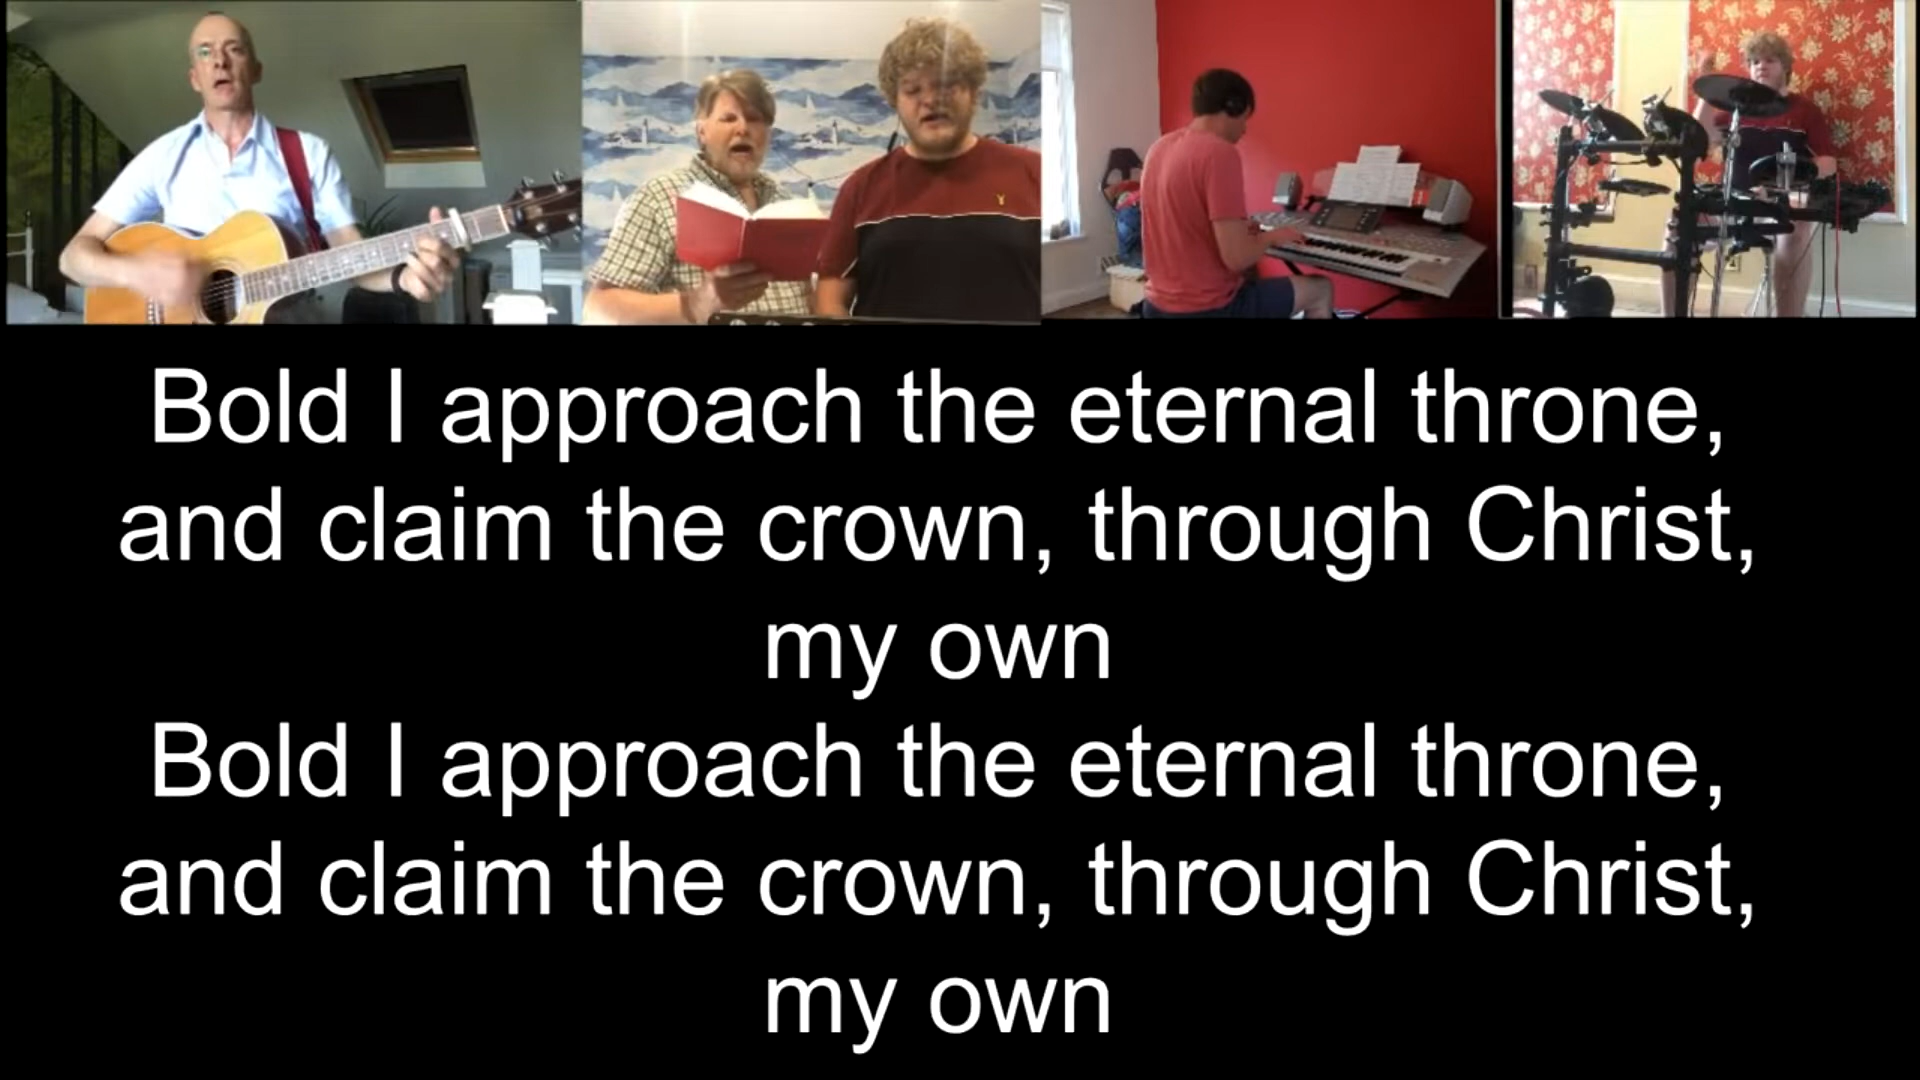 Bold I approach the eternal throne,
and claim the crown, through Christ,
my own
Bold I approach the eternal throne,
and claim the crown, through Christ,
my own